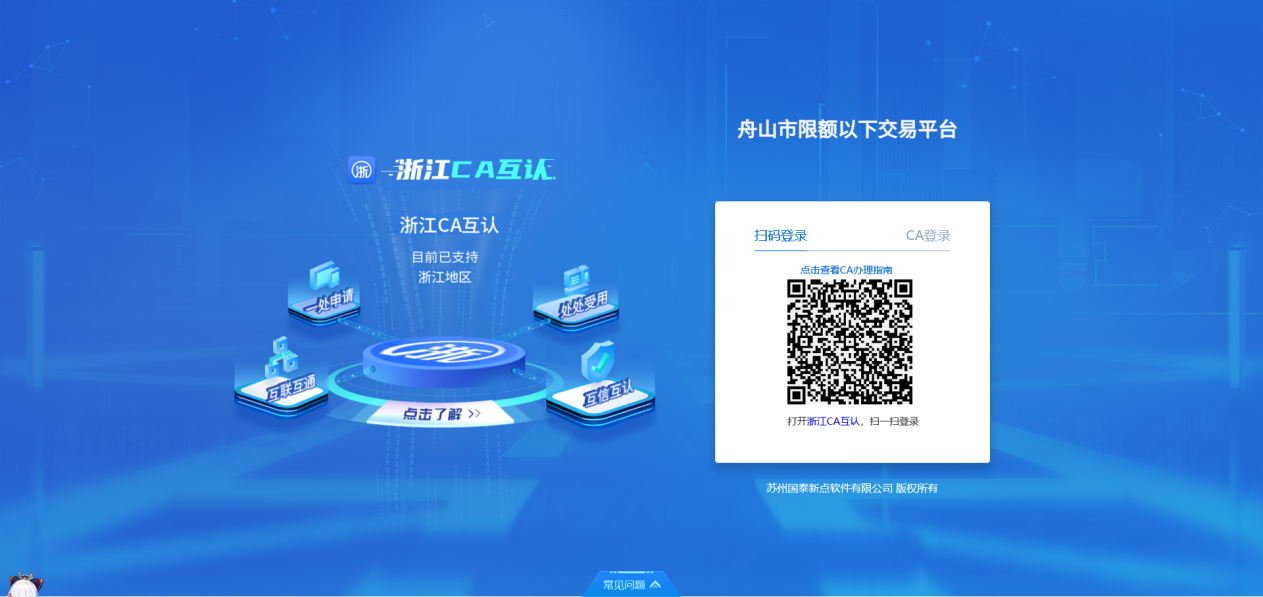 浙 浙江CA互认
浙江CA互认
目前已支持
浙江地区
一处申请
处处受用
互联互通
浙
互信互认
点击了解 >>
舟山市限额以下交易平台
扫码登录 CA登录
点击查看CA办理指南
打开浙江CA互认，扫一扫登录
苏州国泰新点软件有限公司 版权所有
常见问题